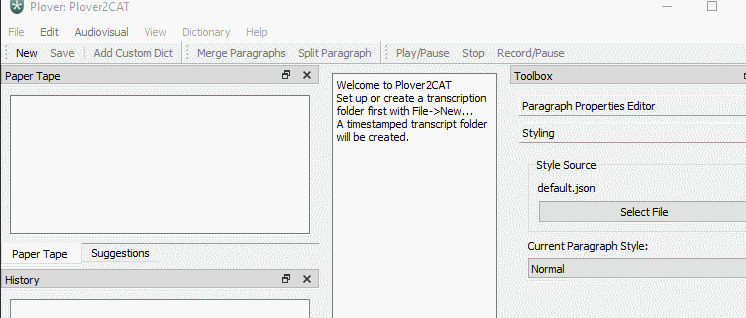 Plover: Plover2CAT
File Edit Audiovisual View Dictionary Help
New Save Add Custom Dict Merge Paragraphs Split Paragraph Play/Pause Stop Record/Pause
Paper Tape
Welcome to Plover2CAT
Set up or create a transcription
folder first with File->New...
A timestamped transcript folder
will be created.
Toolbox
Paragraph Properties Editor
Styling
Style Source
default.json
Select File
Current Paragraph Style:
Normal
Paper Tape Suggestions
History